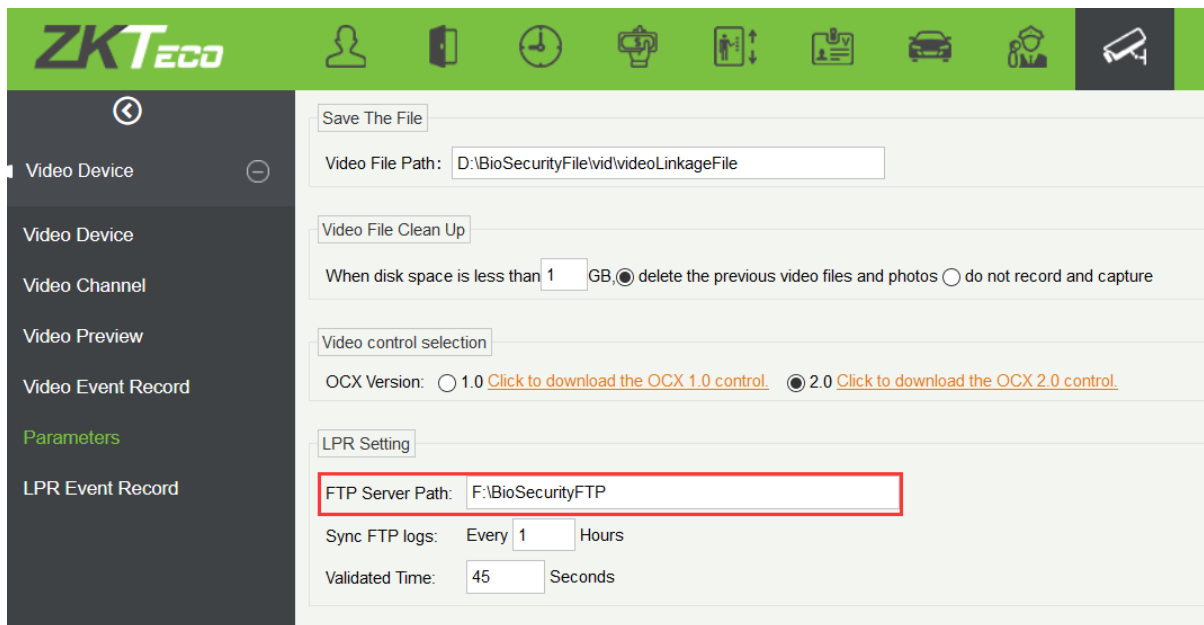 ZKTECO
Video Device
Video Device
Video Channel
Video Preview
Video Event Record
Parameters
LPR Event Record
Save The File
Video File Path: D:\BioSecurityFile\vid\videoLinkageFile
Video File Clean Up
When disk space is less than 1 GB, delete the previous video files and photos do not record and capture
Video control selection
OCX Version: 1.0 Click to download the OCX 1.0 control. 2.0 Click to download the OCX 2.0 control.
LPR Setting
FTP Server Path: F:\BioSecurityFTP
Sync FTP logs: Every 1 Hours
Validated Time: 45 Seconds